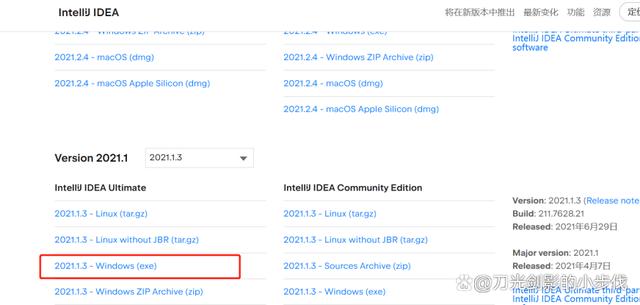 IntelliJ IDEA
将在新版本中推出 最新变化 功能 资源
2021.2.4 - Windows ZIP Archive (zip)
2021.2.4 - macOS (dmg)
2021.2.4 - macOS Apple Silicon (dmg)
2021.2.4 - Windows (exe)
2021.2.4 - Windows ZIP Archive (zip)
2021.2.4 - macOS (dmg)
2021.2.4 - macOS Apple Silicon (dmg)
IntelliJ IDEA Community Edition
software
Version 2021.1
2021.1.3
IntelliJ IDEA Ultimate
2021.1.3 - Linux (tar.gz)
2021.1.3 - Linux without JBR (tar.gz)
2021.1.3 - Windows (exe)
2021.1.3 - Windows ZIP Archive (zip)
IntelliJ IDEA Community Edition
2021.1.3 - Linux (tar.gz)
2021.1.3 - Linux without JBR (tar.gz)
2021.1.3 - Sources Archive (zip)
2021.1.3 - Windows (exe)
Version: 2021.1.3 (Release note
Build: 211.7628.21
Released: 2021年6月29日
Major version: 2021.1
Released: 2021年4月7日
IntelliJ IDEA Ultimate third-p
IntelliJ IDEA Community Edition
@刀光剑影的小步伐